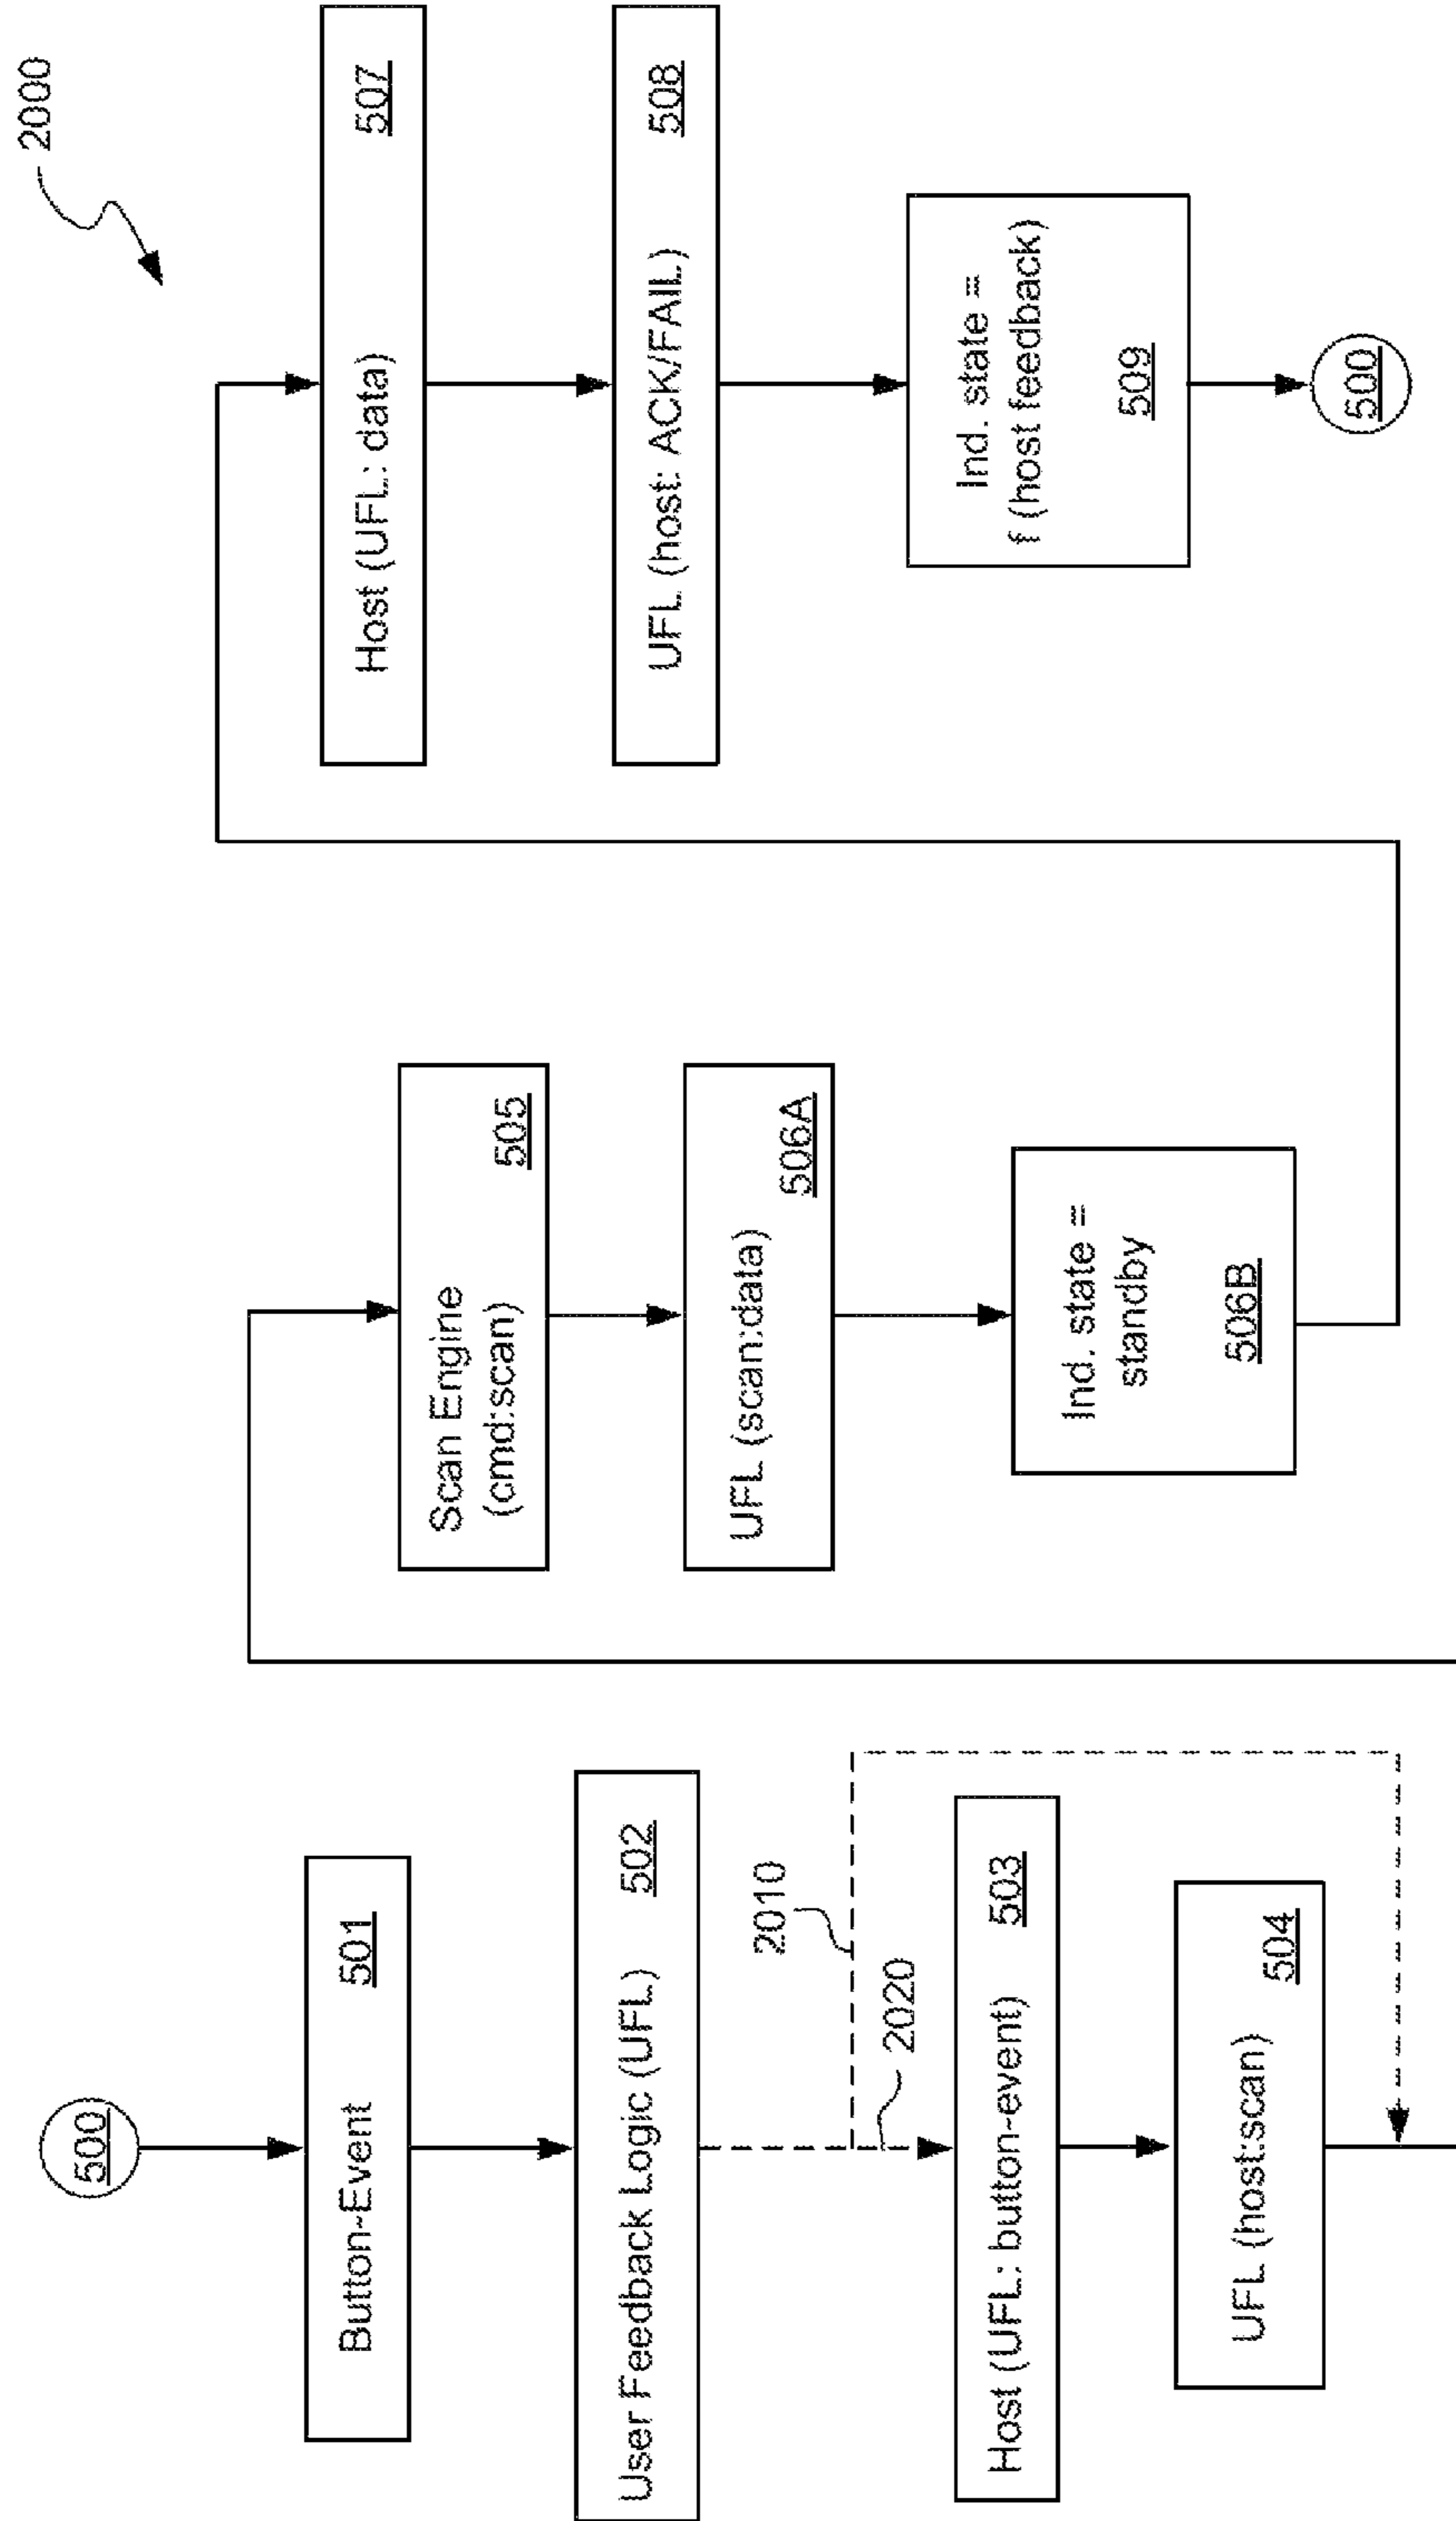 2000
500
Button-Event 501
User Feedback Logic (UFL) 502
2010
2020
Host (UFL: button-event) 503
UFL (host:scan) 504
Scan Engine
(cmd:scan) 505
UFL (scan:data) 506A
Ind. state =
standby
506B
Host (UFL: data) 507
UFL (host: ACK/FAIL) 508
Ind. state =
f (host feedback)
509
500